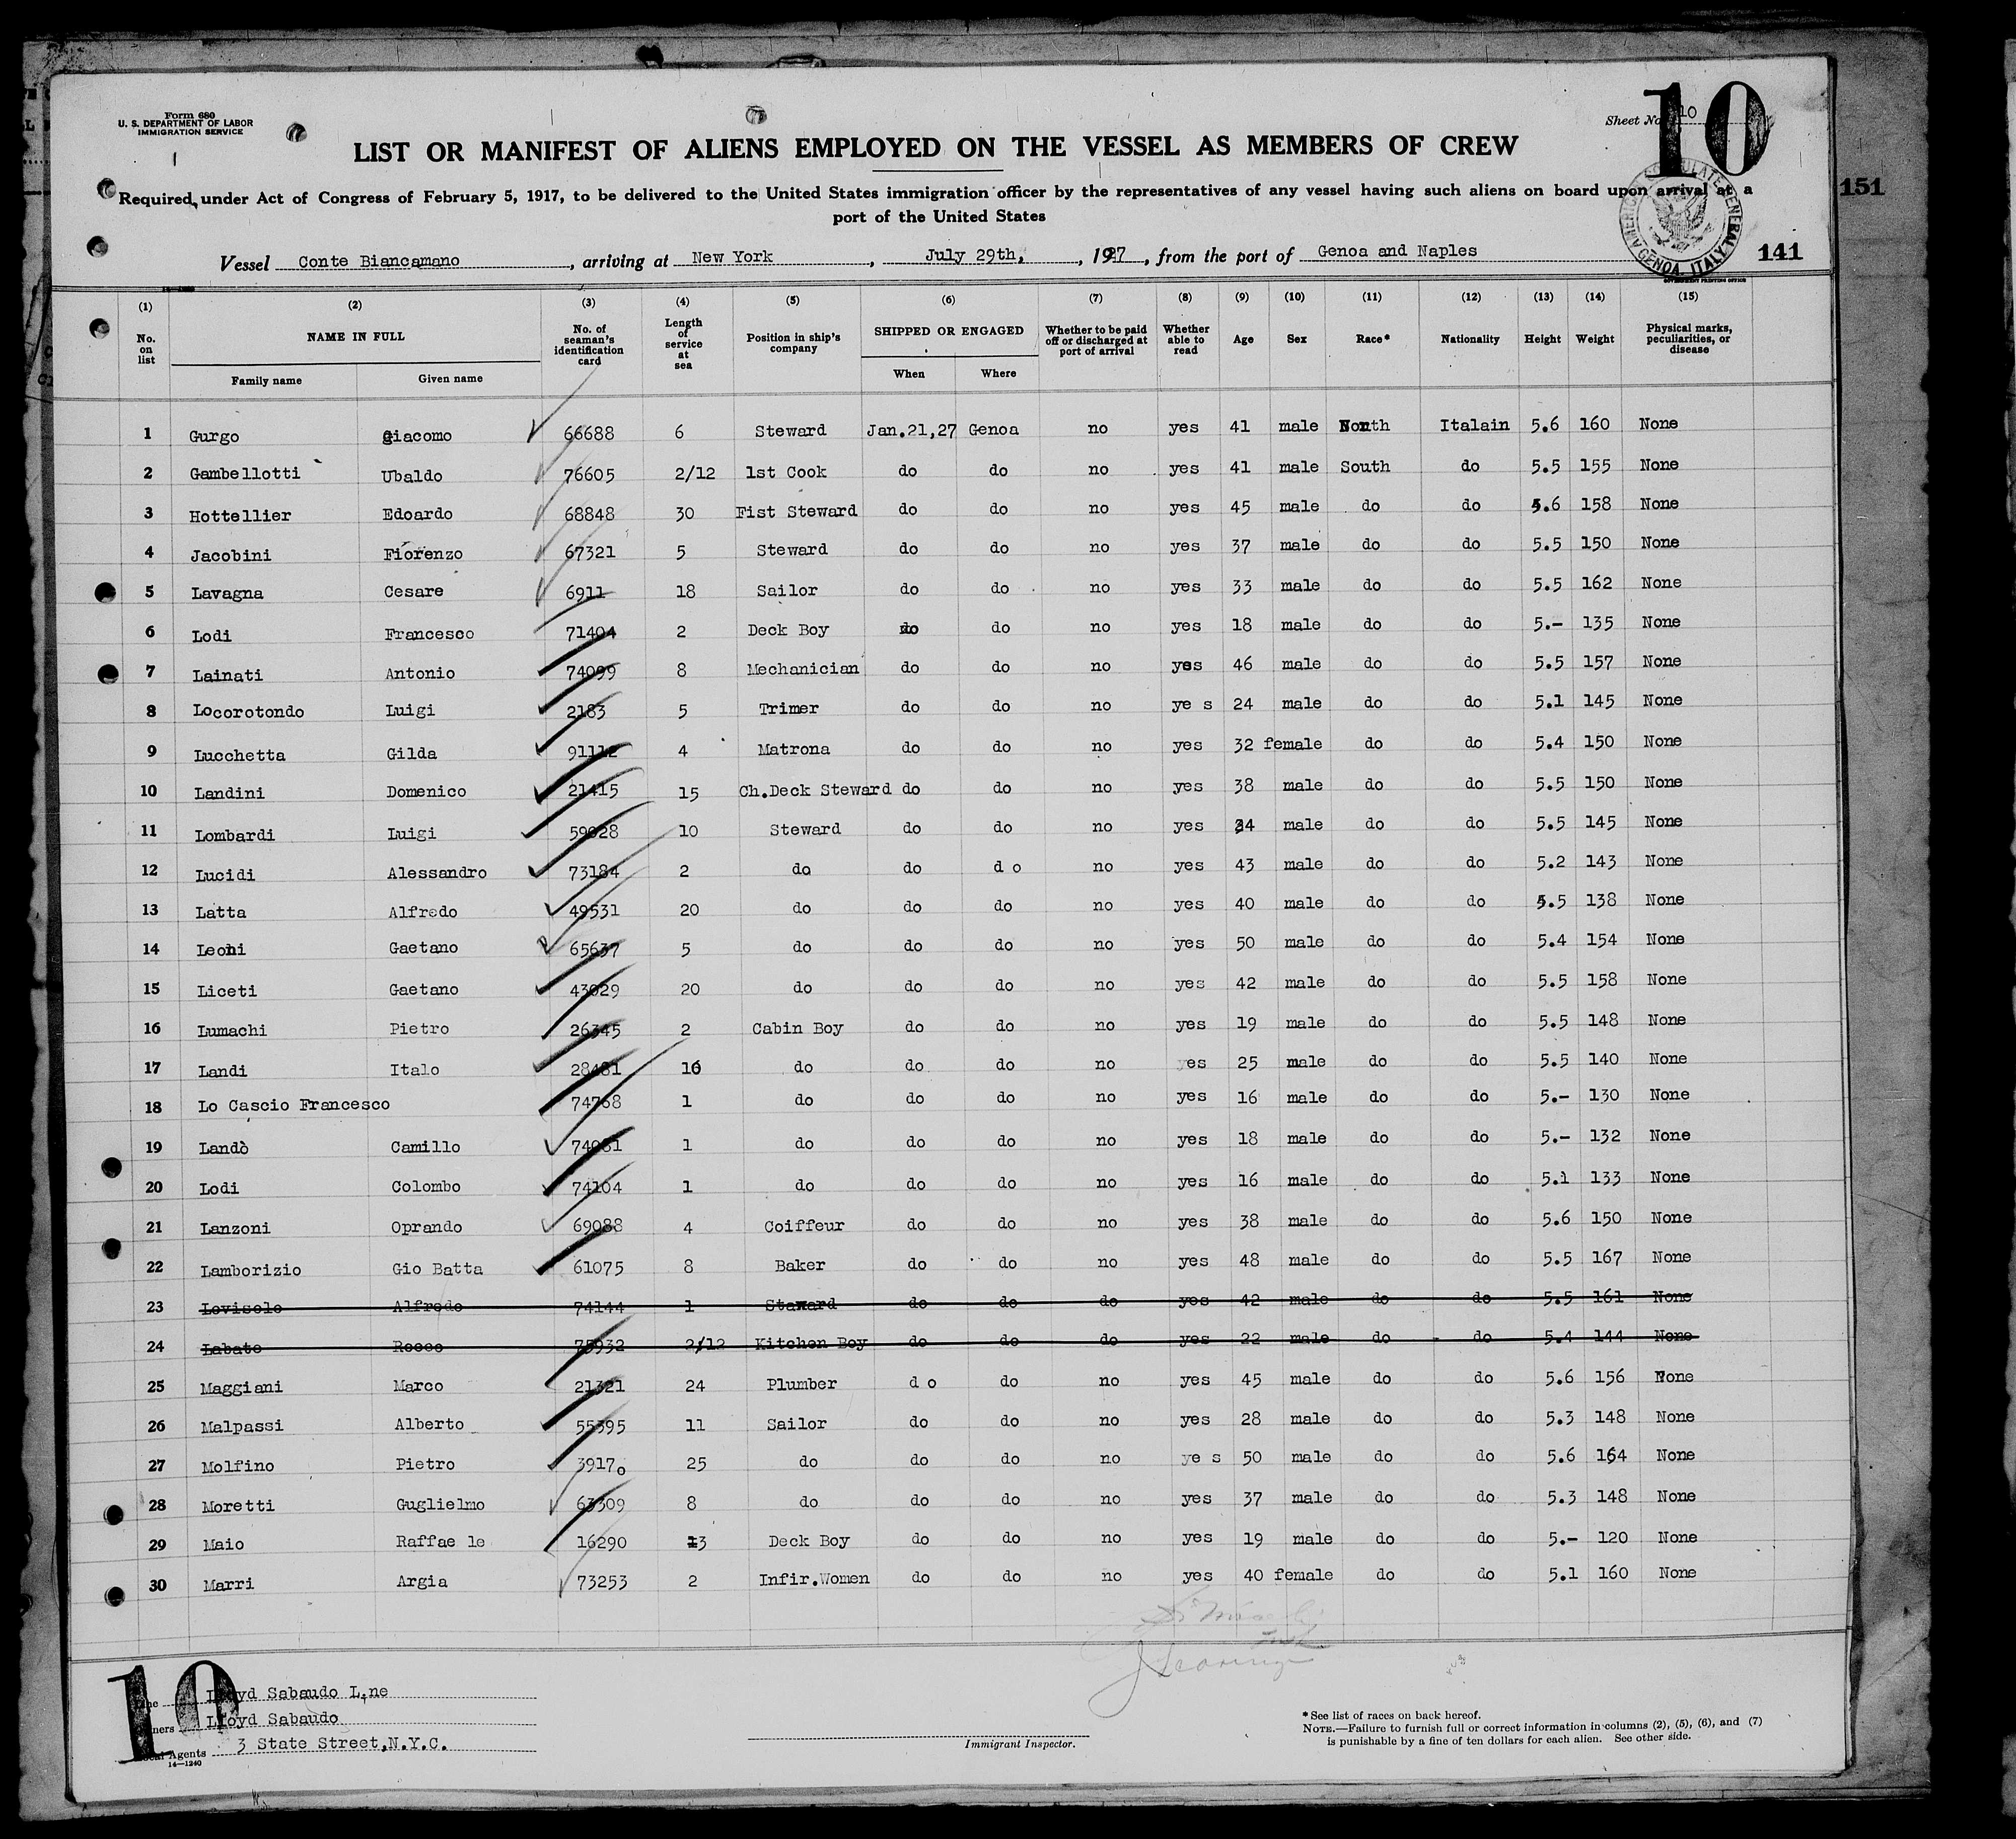 Form 680
U. S. DEPARTMENT OF LABOR
IMMIGRATION SERVICE
Sheet No. 10
10
LIST OR MANIFEST OF ALIENS EMPLOYED ON THE VESSEL AS MEMBERS OF CREW
Required under Act of Congress of February 5, 1917, to be delivered to the United States immigration officer by the representatives of any vessel having such aliens on board upon arrival at a
port of the United States
151
AMERICAN CONSULATE GENERAL GENOA, ITALY
Vessel Conte Biancamano, arriving at New York, July 29th, 1927, from the port of Genoa and Naples
141
GOVERNMENT PRINTING OFFICE
(1) (2) (3) (4) (5) (6) (7) (8) (9) (10) (11) (12) (13) (14) (15)
No. on list NAME IN FULL Family name Given name No. of seaman's identification card Length of service at sea Position in ship's company SHIPPED OR ENGAGED When Where Whether to be paid off or discharged at port of arrival Whether able to read Age Sex Race* Nationality Height Weight Physical marks, peculiarities, or disease
1 Gurgo Giacomo 66688 6 Steward Jan.21,27 Genoa no yes 41 male North Italain 5.6 160 None
2 Gambellotti Ubaldo 76605 2/12 1st Cook do do no yes 41 male South do 5.5 155 None
3 Hottellier Edoardo 68848 30 Fist Steward do do no yes 45 male do do 5.6 158 None
4 Jacobini Fiorenzo 67321 5 Steward do do no yes 37 male do do 5.5 150 None
5 Lavagna Cesare 6911 18 Sailor do do no yes 33 male do do 5.5 162 None
6 Lodi Francesco 71404 2 Deck Boy do do no yes 18 male do do 5.- 135 None
7 Lainati Antonio 74099 8 Mechanician do do no yes 46 male do do 5.5 157 None
8 Locorotondo Luigi 2183 5 Trimer do do no ye s 24 male do do 5.1 145 None
9 Lucchetta Gilda 91112 4 Matrona do do no yes 32 female do do 5.4 150 None
10 Landini Domenico 21415 15 Ch.Deck Steward do do no yes 38 male do do 5.5 150 None
11 Lombardi Luigi 59028 10 Steward do do no yes 34 male do do 5.5 145 None
12 Lucidi Alessandro 73184 2 do do d o no yes 43 male do do 5.2 143 None
13 Latta Alfredo 49531 20 do do do no yes 40 male do do 5.5 138 None
14 Leoni Gaetano 65637 5 do do do no yes 50 male do do 5.4 154 None
15 Liceti Gaetano 43029 20 do do do no yes 42 male do do 5.5 158 None
16 Lumachi Pietro 26345 2 Cabin Boy do do no yes 19 male do do 5.5 148 None
17 Landi Italo 28481 16 do do do no yes 25 male do do 5.5 140 None
18 Lo Cascio Francesco 74768 1 do do do no yes 16 male do do 5.- 130 None
19 Landò Camillo 74081 1 do do do no yes 18 male do do 5.- 132 None
20 Lodi Colombo 74104 1 do do do no yes 16 male do do 5.1 133 None
21 Lanzoni Oprando 69088 4 Coiffeur do do no yes 38 male do do 5.6 150 None
22 Lamborizio Gio Batta 61075 8 Baker do do no yes 48 male do do 5.5 167 None
23 Lovisolo Alfredo 74144 1 Steward do do do yes 42 male do do 5.5 161 None
24 Labate Rocco 75932 2/12 Kitchen Boy do do do yes 22 male do do 5.4 144 None
25 Maggiani Marco 21321 24 Plumber d o do no yes 45 male do do 5.6 156 None
26 Malpassi Alberto 55395 11 Sailor do do no yes 28 male do do 5.3 148 None
27 Molfino Pietro 39170 25 do do do no ye s 50 male do do 5.6 164 None
28 Moretti Guglielmo 63309 8 do do do no yes 37 male do do 5.3 148 None
29 Maio Raffae le 16290 13 Deck Boy do do no yes 19 male do do 5.- 120 None
30 Marri Argia 73253 2 Infir.Women do do no yes 40 female do do 5.1 160 None
10
Lloyd Sabaudo L,ne
Lloyd Sabaudo
Agents 3 State Street,N.Y.C.
14—1240
Immigrant Inspector.
* See list of races on back hereof.
NOTE.—Failure to furnish full or correct information in columns (2), (5), (6), and (7)
is punishable by a fine of ten dollars for each alien. See other side.